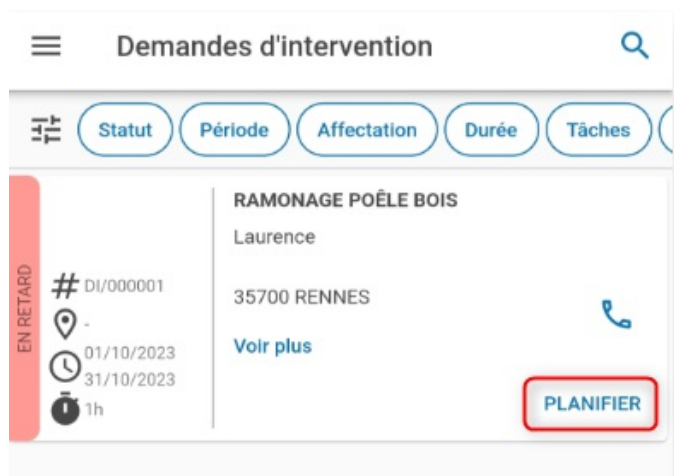 Demandes d'intervention
Statut
Période
Affectation
Durée
Tâches
EN RETARD
# DI/000001
-
01/10/2023
31/10/2023
1h
RAMONAGE POÊLE BOIS
Laurence
35700 RENNES
Voir plus
PLANIFIER